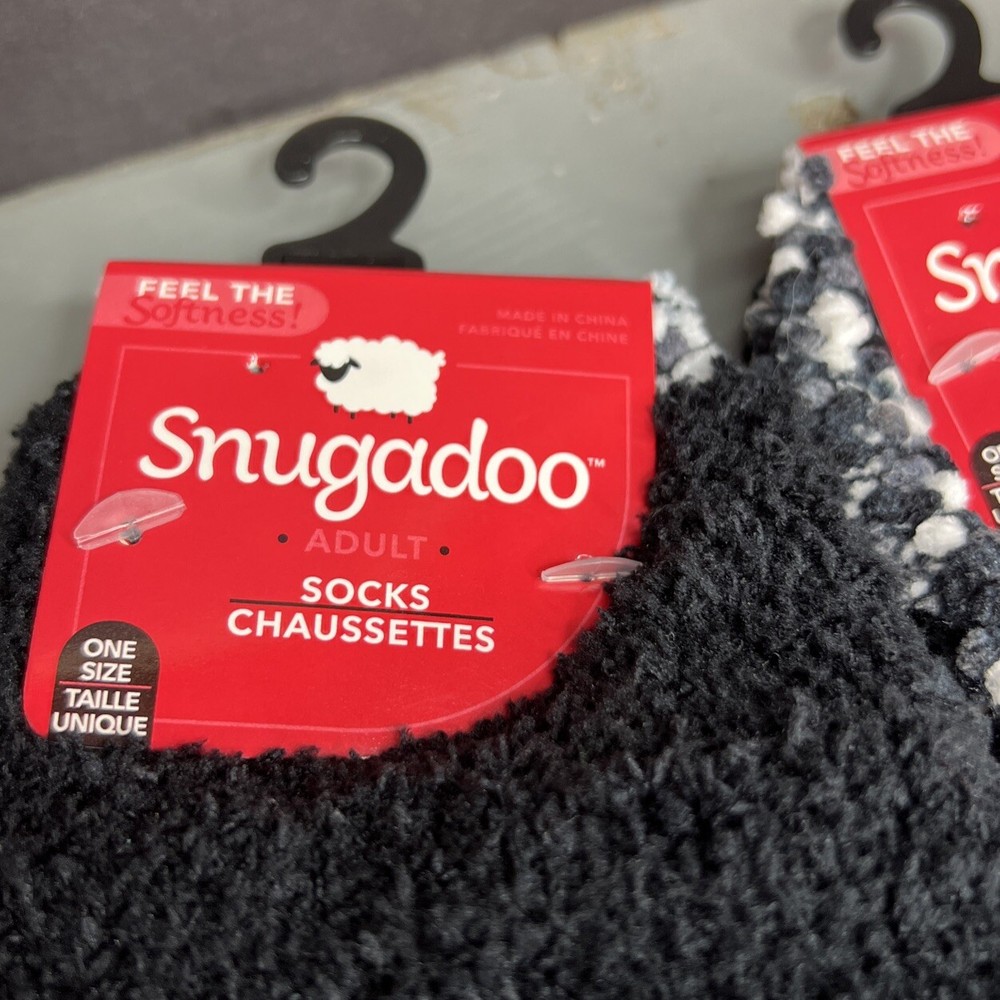 FEEL THE
Softness!
MADE IN CHINA
FABRIQUÉ EN CHINE
Snugadoo™
• ADULT •
SOCKS
CHAUSSETTES
ONE
SIZE
TAILLE
UNIQUE
FEEL THE
Softness!
Sn